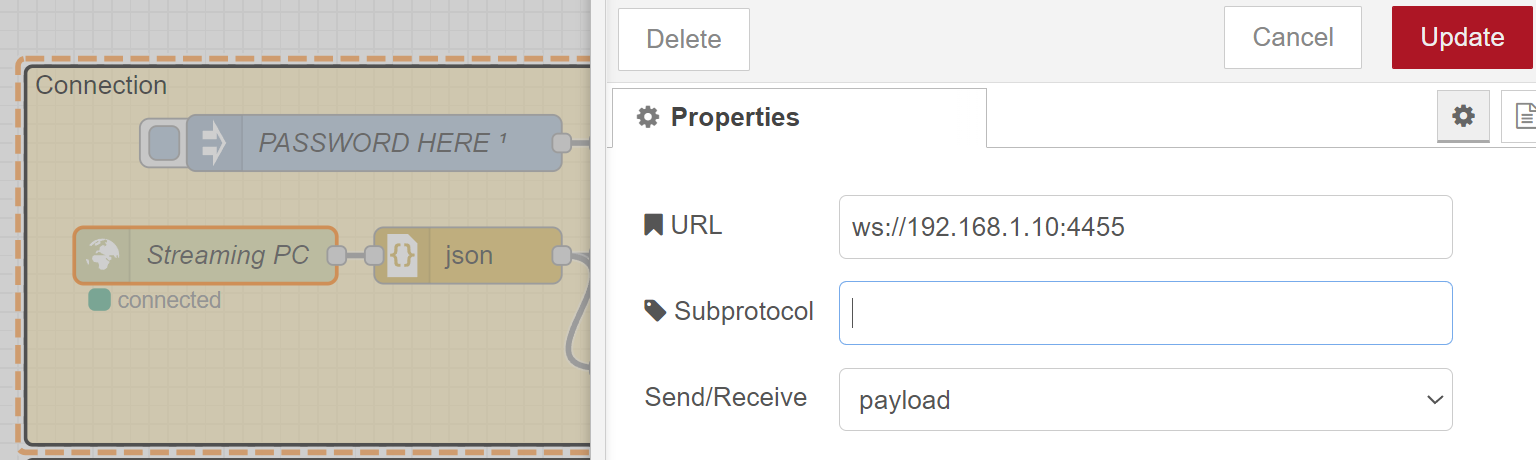 Delete
Cancel
Update
Connection
Properties
PASSWORD HERE ¹
URL
ws://192.168.1.10:4455
Streaming PC
{}
json
connected
Subprotocol
Send/Receive
payload